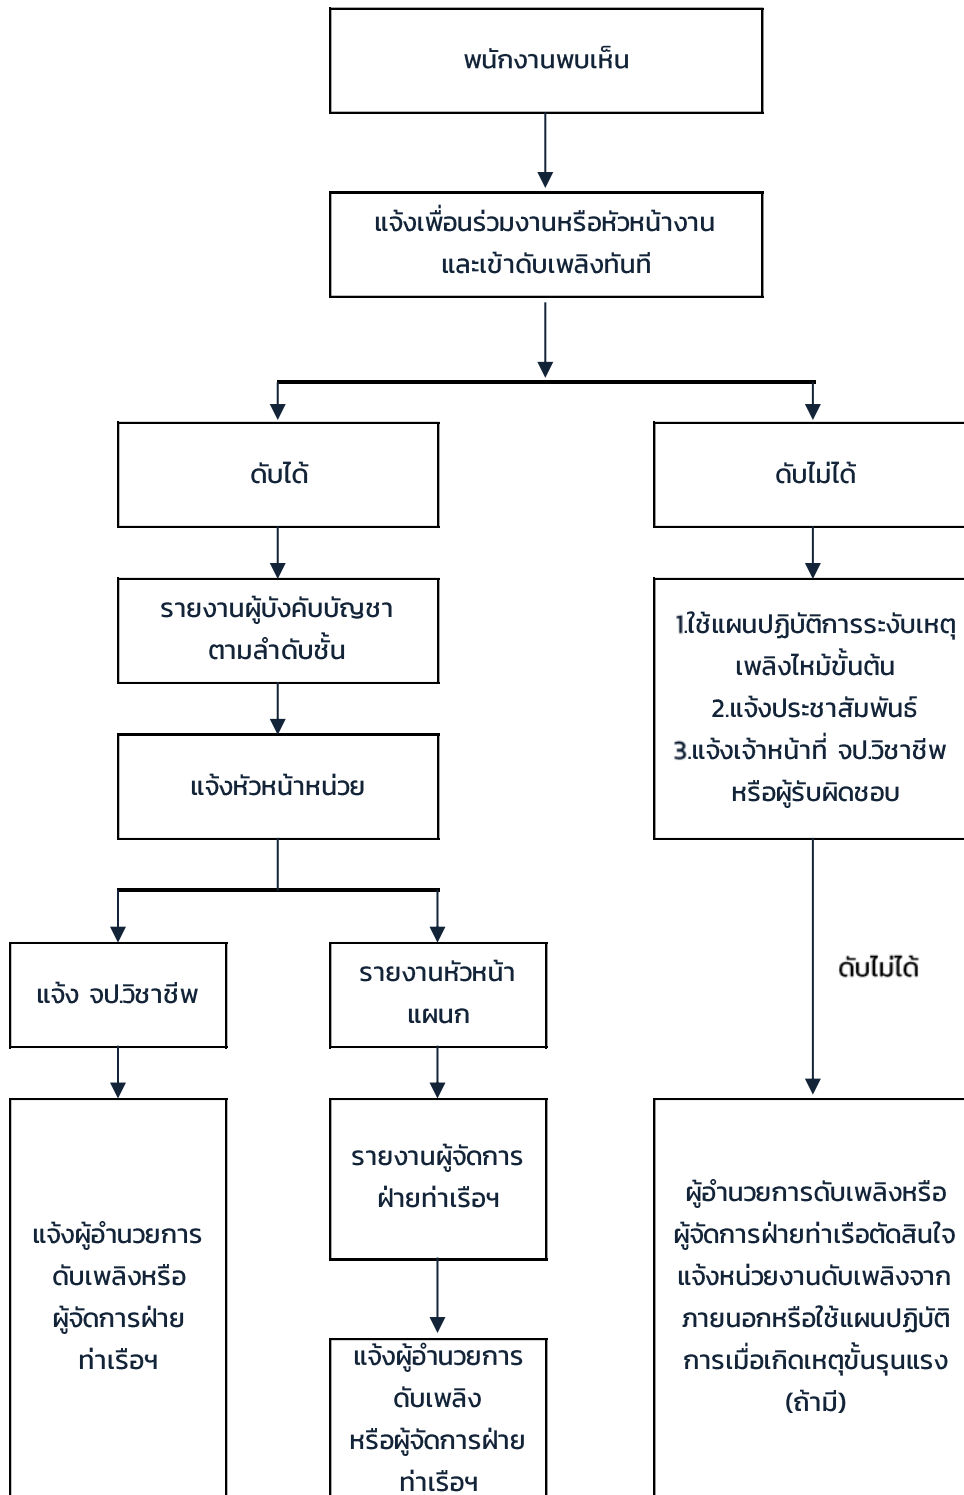 พนักงานพบเห็น
แจ้งเพื่อนร่วมงานหรือหัวหน้างาน
และเข้าดับเพลิงทันที
ดับได้
ดับไม่ได้
รายงานผู้บังคับบัญชา
ตามลำดับชั้น
1.ใช้แผนปฏิบัติการระงับเหตุ
เพลิงไหม้ขั้นต้น
2.แจ้งประชาสัมพันธ์
3.แจ้งเจ้าหน้าที่ จป.วิชาชีพ
หรือผู้รับผิดชอบ
แจ้งหัวหน้าหน่วย
แจ้ง จป.วิชาชีพ
รายงานหัวหน้า
แผนก
ดับไม่ได้
แจ้งผู้อำนวยการ
ดับเพลิงหรือ
ผู้จัดการฝ่าย
ท่าเรือฯ
รายงานผู้จัดการ
ฝ่ายท่าเรือฯ
แจ้งผู้อำนวยการ
ดับเพลิง
หรือผู้จัดการฝ่าย
ท่าเรือฯ
ผู้อำนวยการดับเพลิงหรือ
ผู้จัดการฝ่ายท่าเรือตัดสินใจ
แจ้งหน่วยงานดับเพลิงจาก
ภายนอกหรือใช้แผนปฏิบัติ
การเมื่อเกิดเหตุขั้นรุนแรง
(ถ้ามี)